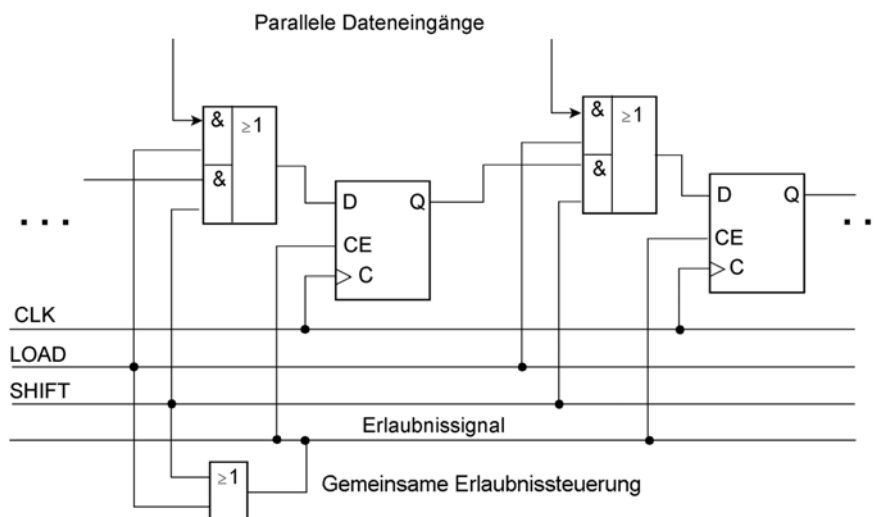 Parallele Dateneingänge
&
≥1
&
&
≥1
&
D
Q
CE
C
D
Q
CE
C
CLK
LOAD
SHIFT
Erlaubnissignal
≥1
Gemeinsame Erlaubnissteuerung